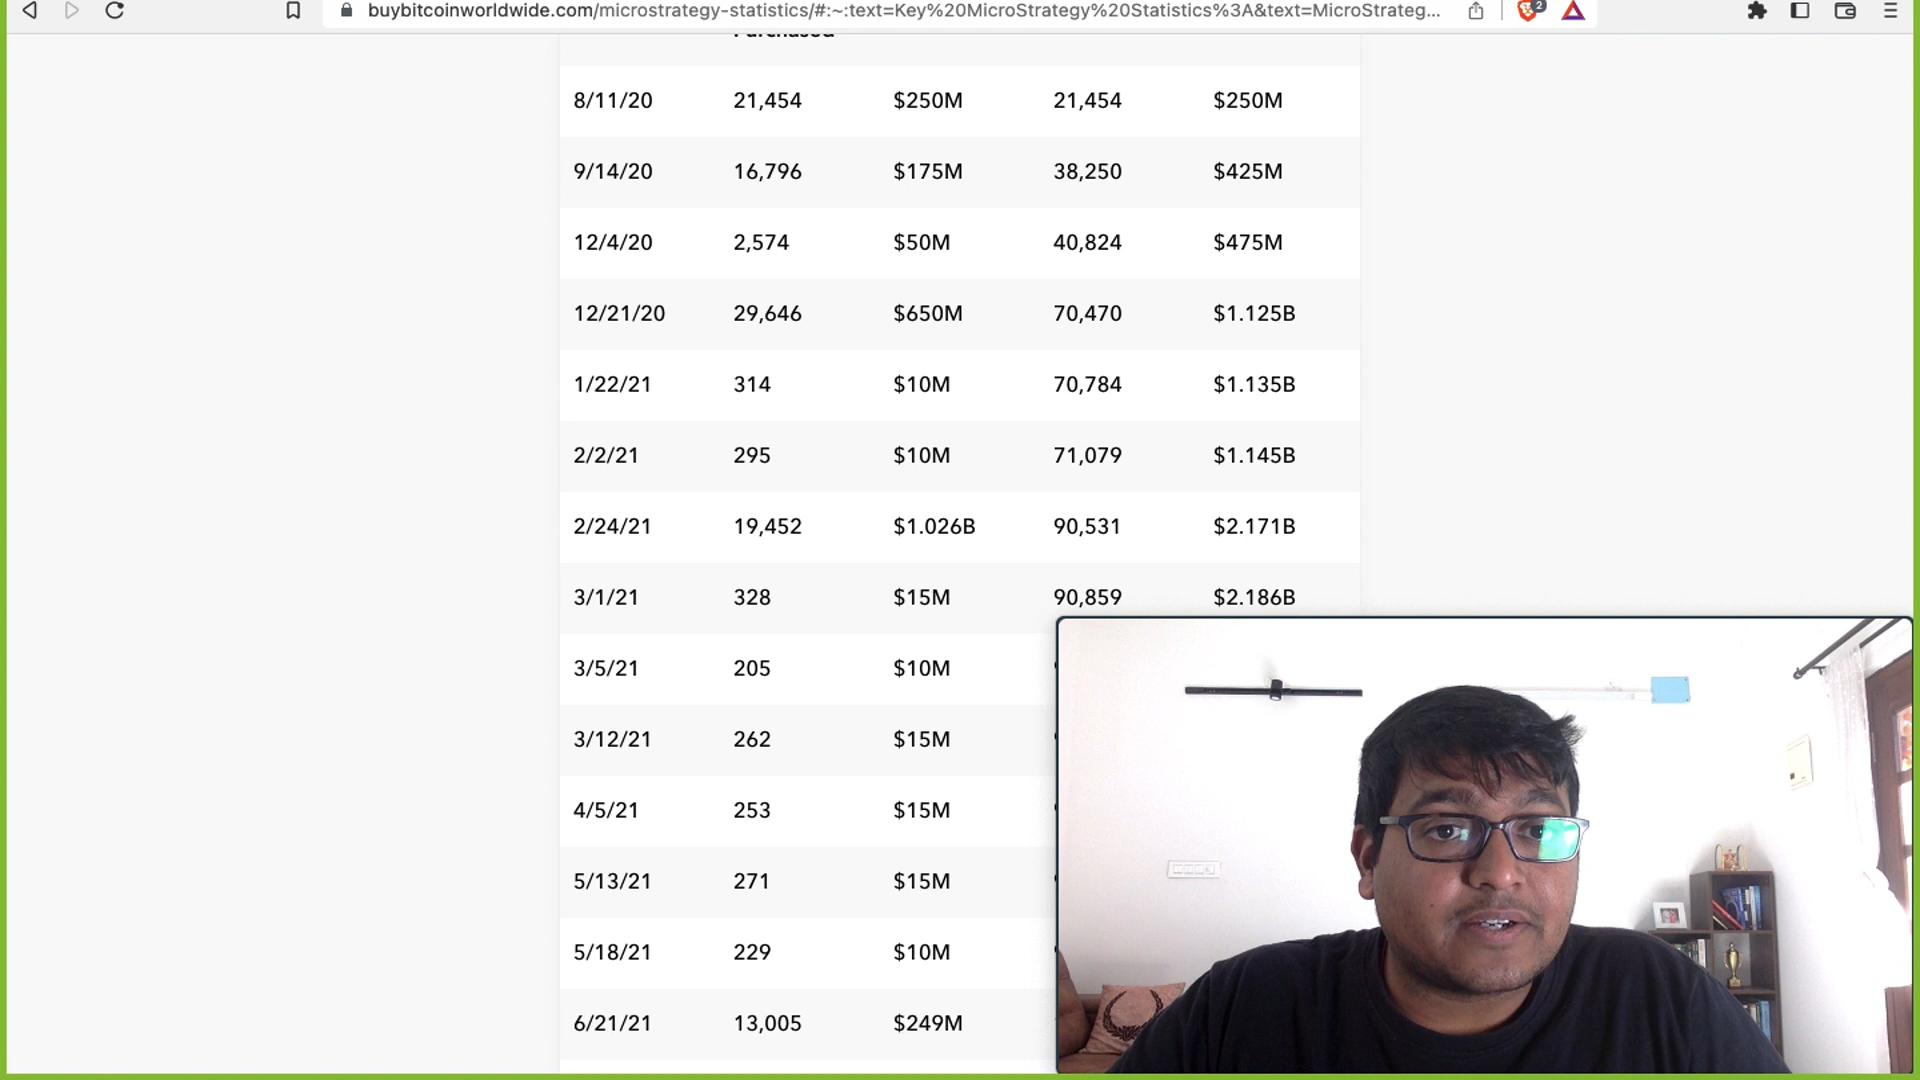 buybitcoinworldwide.com/microstrategy-statistics/#:~:text=Key%20MicroStrategy%20Statistics%3A&text=MicroStrateg...
2
Purchased
8/11/20 21,454 $250M 21,454 $250M
9/14/20 16,796 $175M 38,250 $425M
12/4/20 2,574 $50M 40,824 $475M
12/21/20 29,646 $650M 70,470 $1.125B
1/22/21 314 $10M 70,784 $1.135B
2/2/21 295 $10M 71,079 $1.145B
2/24/21 19,452 $1.026B 90,531 $2.171B
3/1/21 328 $15M 90,859 $2.186B
3/5/21 205 $10M
3/12/21 262 $15M
4/5/21 253 $15M
5/13/21 271 $15M
5/18/21 229 $10M
6/21/21 13,005 $249M